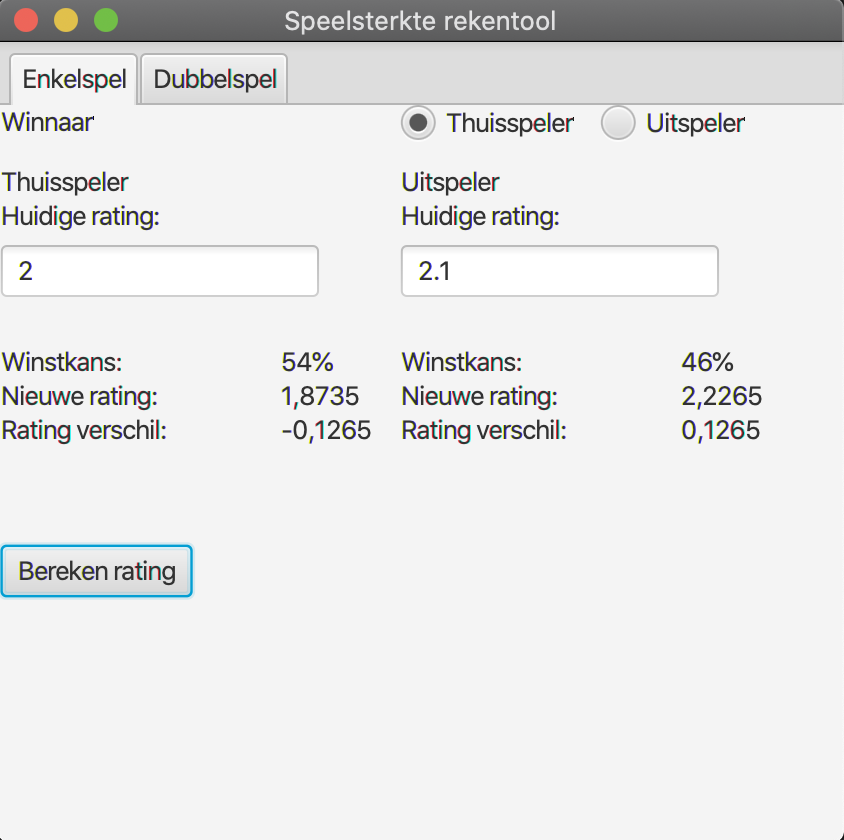 Speelsterkte rekentool
Enkelspel Dubbelspel
Winnaar Thuisspeler Uitspeler
Thuisspeler Uitspeler
Huidige rating: Huidige rating:
2 2.1
Winstkans: 54% Winstkans: 46%
Nieuwe rating: 1,8735 Nieuwe rating: 2,2265
Rating verschil: -0,1265 Rating verschil: 0,1265
Bereken rating